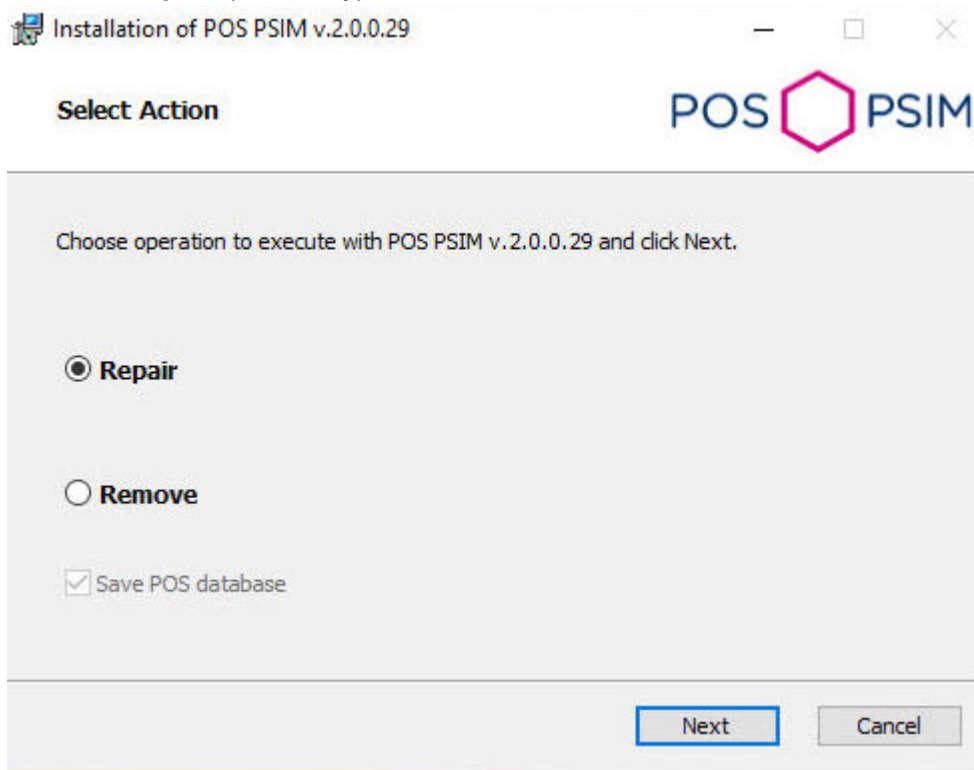 Installation of POS PSIM v.2.0.0.29
Select Action
POS PSIM
Choose operation to execute with POS PSIM v.2.0.0.29 and click Next.
Repair
Remove
Save POS database
Next Cancel